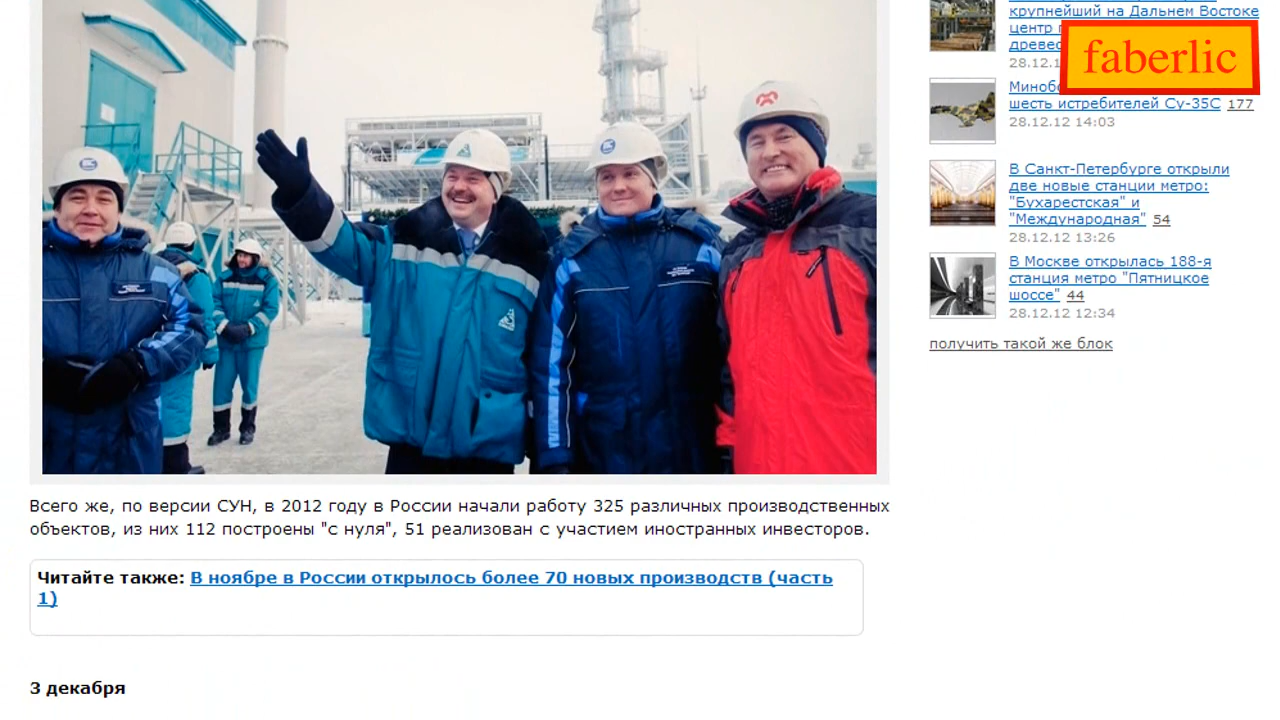 крупнейший на Дальнем Востоке
центр
faberlic
28.12.1
шесть истребителей Су-35С 177
28.12.12 14:03
В Санкт-Петербурге открыли
две новые станции метро:
"Бухарестская" и
"Международная" 54
28.12.12 13:26
В Москве открылась 188-я
станция метро "Пятницкое
шоссе" 44
28.12.12 12:34
получить такой же блок
Всего же, по версии СУН, в 2012 году в России начали работу 325 различных производственных
объектов, из них 112 построены "с нуля", 51 реализован с участием иностранных инвесторов.
Читайте также: В ноябре в России открылось более 70 новых производств (часть
1)
3 декабря